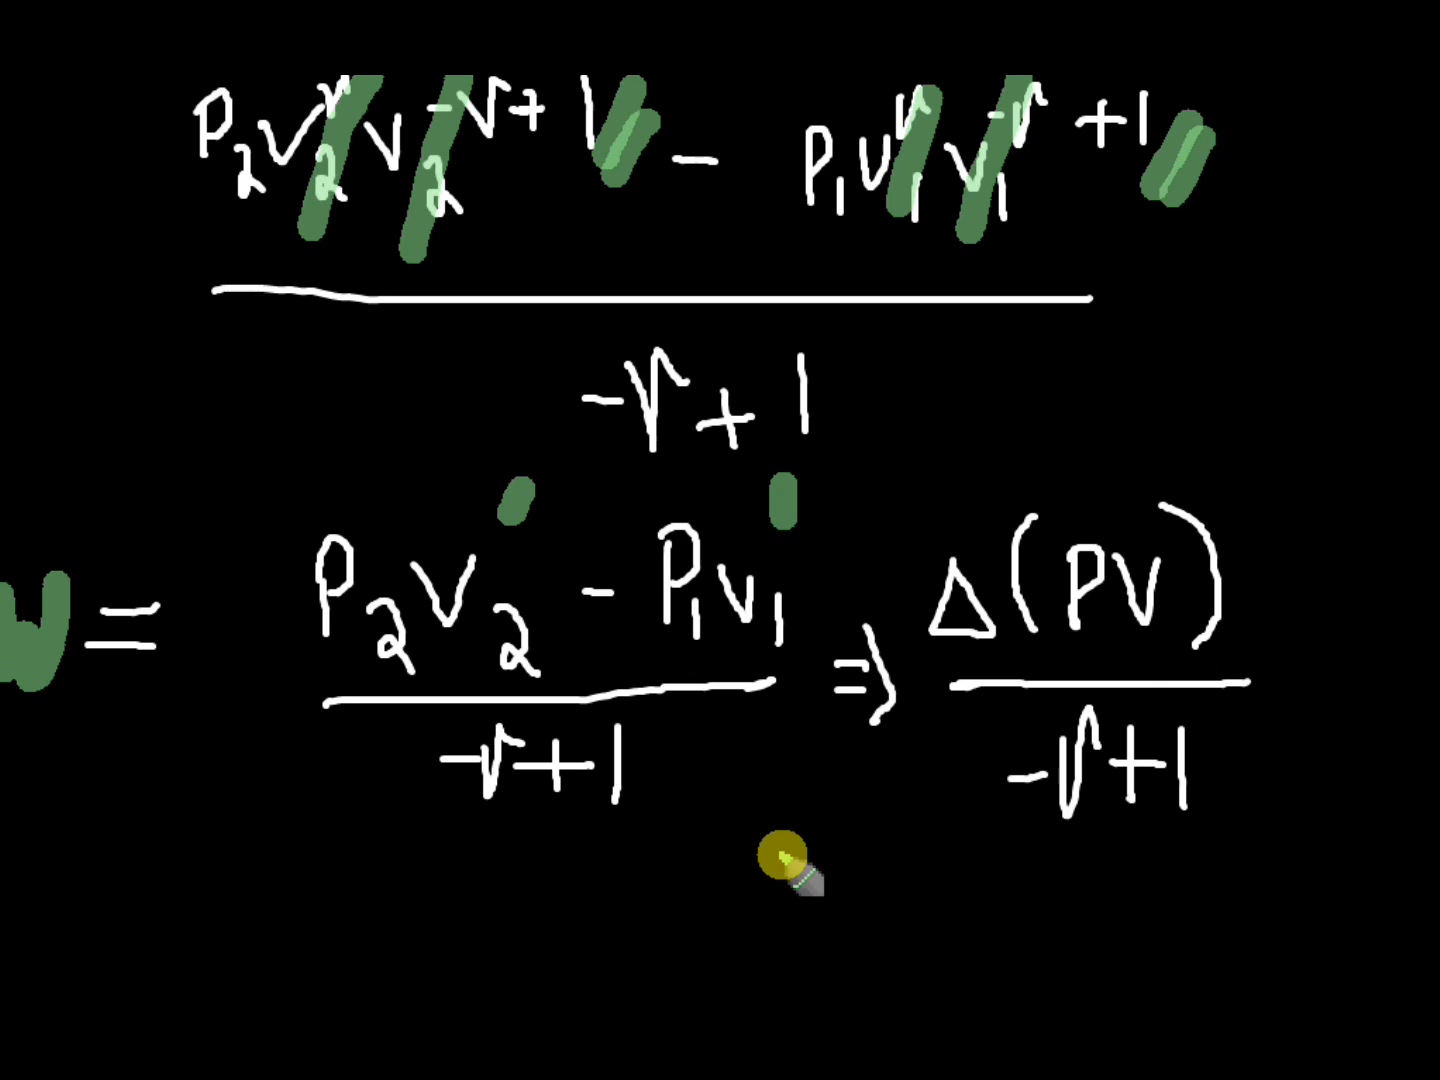 P₂V₂^γ V₂^(-γ+1) - P₁V₁^γ V₁^(-γ+1)
-γ+1
W = P₂V₂ - P₁V₁ => Δ(PV)
-γ+1 -γ+1